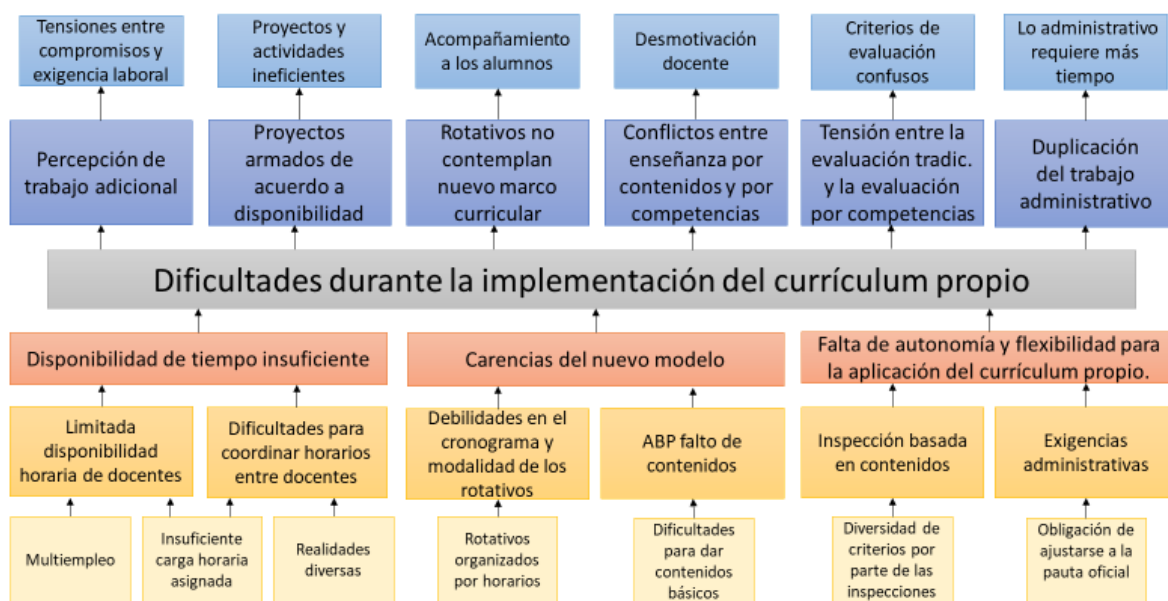 Tensiones entre
compromisos y
exigencia laboral
Proyectos y
actividades
ineficientes
Acompañamiento
a los alumnos
Desmotivación
docente
Criterios de
evaluación
confusos
Lo administrativo
requiere más
tiempo
Percepción de
trabajo adicional
Proyectos
armados de
acuerdo a
disponibilidad
Rotativos no
contemplan
nuevo marco
curricular
Conflictos entre
enseñanza por
contenidos y por
competencias
Tensión entre la
evaluación tradic.
y la evaluación
por competencias
Duplicación
del trabajo
administrativo
Dificultades durante la implementación del currículum propio
Disponibilidad de tiempo insuficiente
Carencias del nuevo modelo
Falta de autonomía y flexibilidad para
la aplicación del currículum propio.
Limitada
disponibilidad
horaria de docentes
Dificultades para
coordinar horarios
entre docentes
Debilidades en el
cronograma y
modalidad de los
rotativos
ABP falto de
contenidos
Inspección basada
en contenidos
Exigencias
administrativas
Multiempleo
Insuficiente
carga horaria
asignada
Realidades
diversas
Rotativos
organizados
por horarios
Dificultades
para dar
contenidos
básicos
Diversidad de
criterios por
parte de las
inspecciones
Obligación de
ajustarse a la
pauta oficial